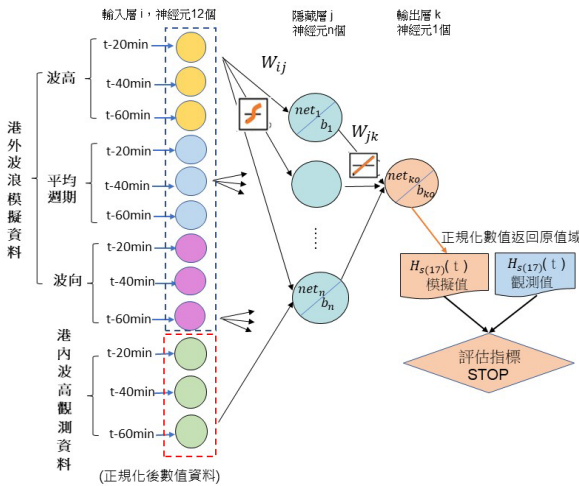 輸入層 i，神經元12個
隱藏層 j
神經元n個
輸出層 k
神經元1個
港外波浪模擬資料
波高
t-20min
t-40min
t-60min
平均
週期
t-20min
t-40min
t-60min
波向
t-20min
t-40min
t-60min
港內波高觀測資料
t-20min
t-40min
t-60min
(正規化後數值資料)
W_ij
net_1
b_1
W_jk
......
net_n
b_n
net_ko
b_ko
正規化數值返回原值域
H_s(17)(t)
模擬值
H_s(17)(t)
觀測值
評估指標
STOP